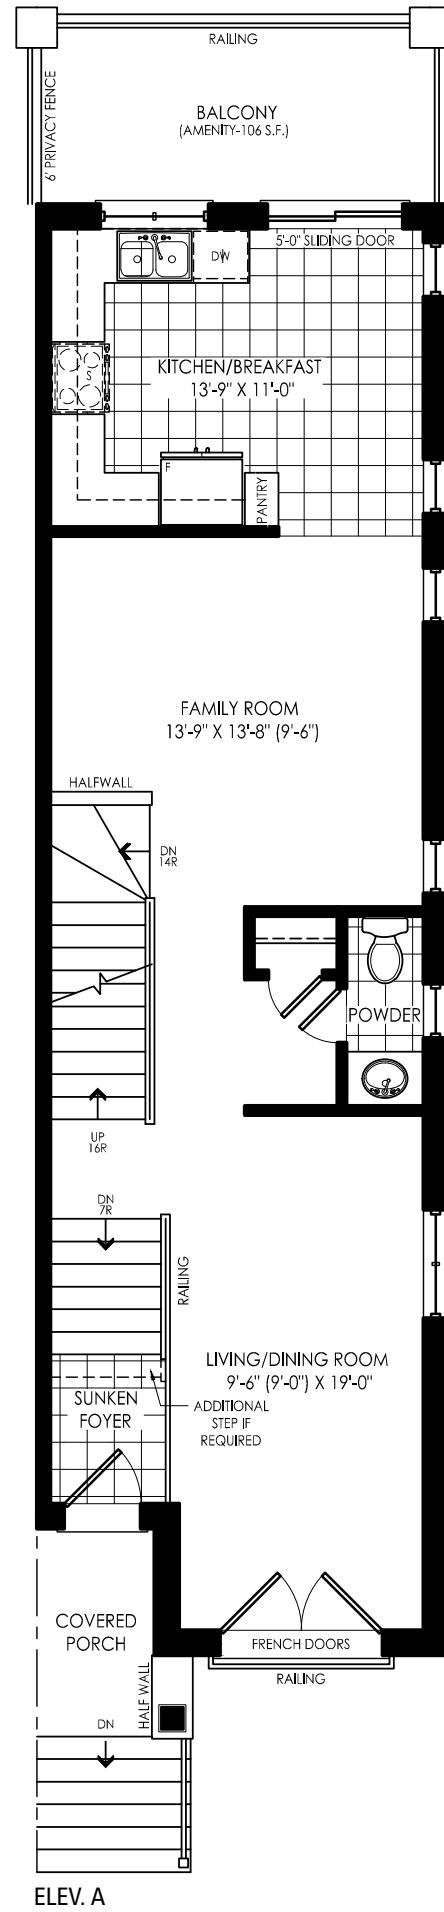 RAILING
6' PRIVACY FENCE
BALCONY
(AMENITY-106 S.F.)
5'-0" SLIDING DOOR
DW
S
KITCHEN/BREAKFAST
13'-9" X 11'-0"
F
PANTRY
FAMILY ROOM
13'-9" X 13'-8" (9'-6")
HALFWALL
DN
14R
POWDER
UP
16R
DN
7R
RAILING
LIVING/DINING ROOM
9'-6" (9'-0") X 19'-0"
SUNKEN
FOYER
ADDITIONAL
STEP IF
REQUIRED
COVERED
PORCH
FRENCH DOORS
HALF WALL
RAILING
DN
ELEV. A